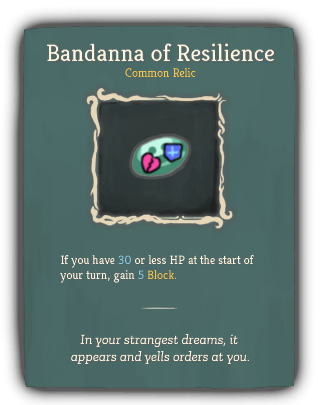 Bandanna of Resilience
Common Relic
If you have 30 or less HP at the start of
your turn, gain 5 Block.
In your strangest dreams, it
appears and yells orders at you.